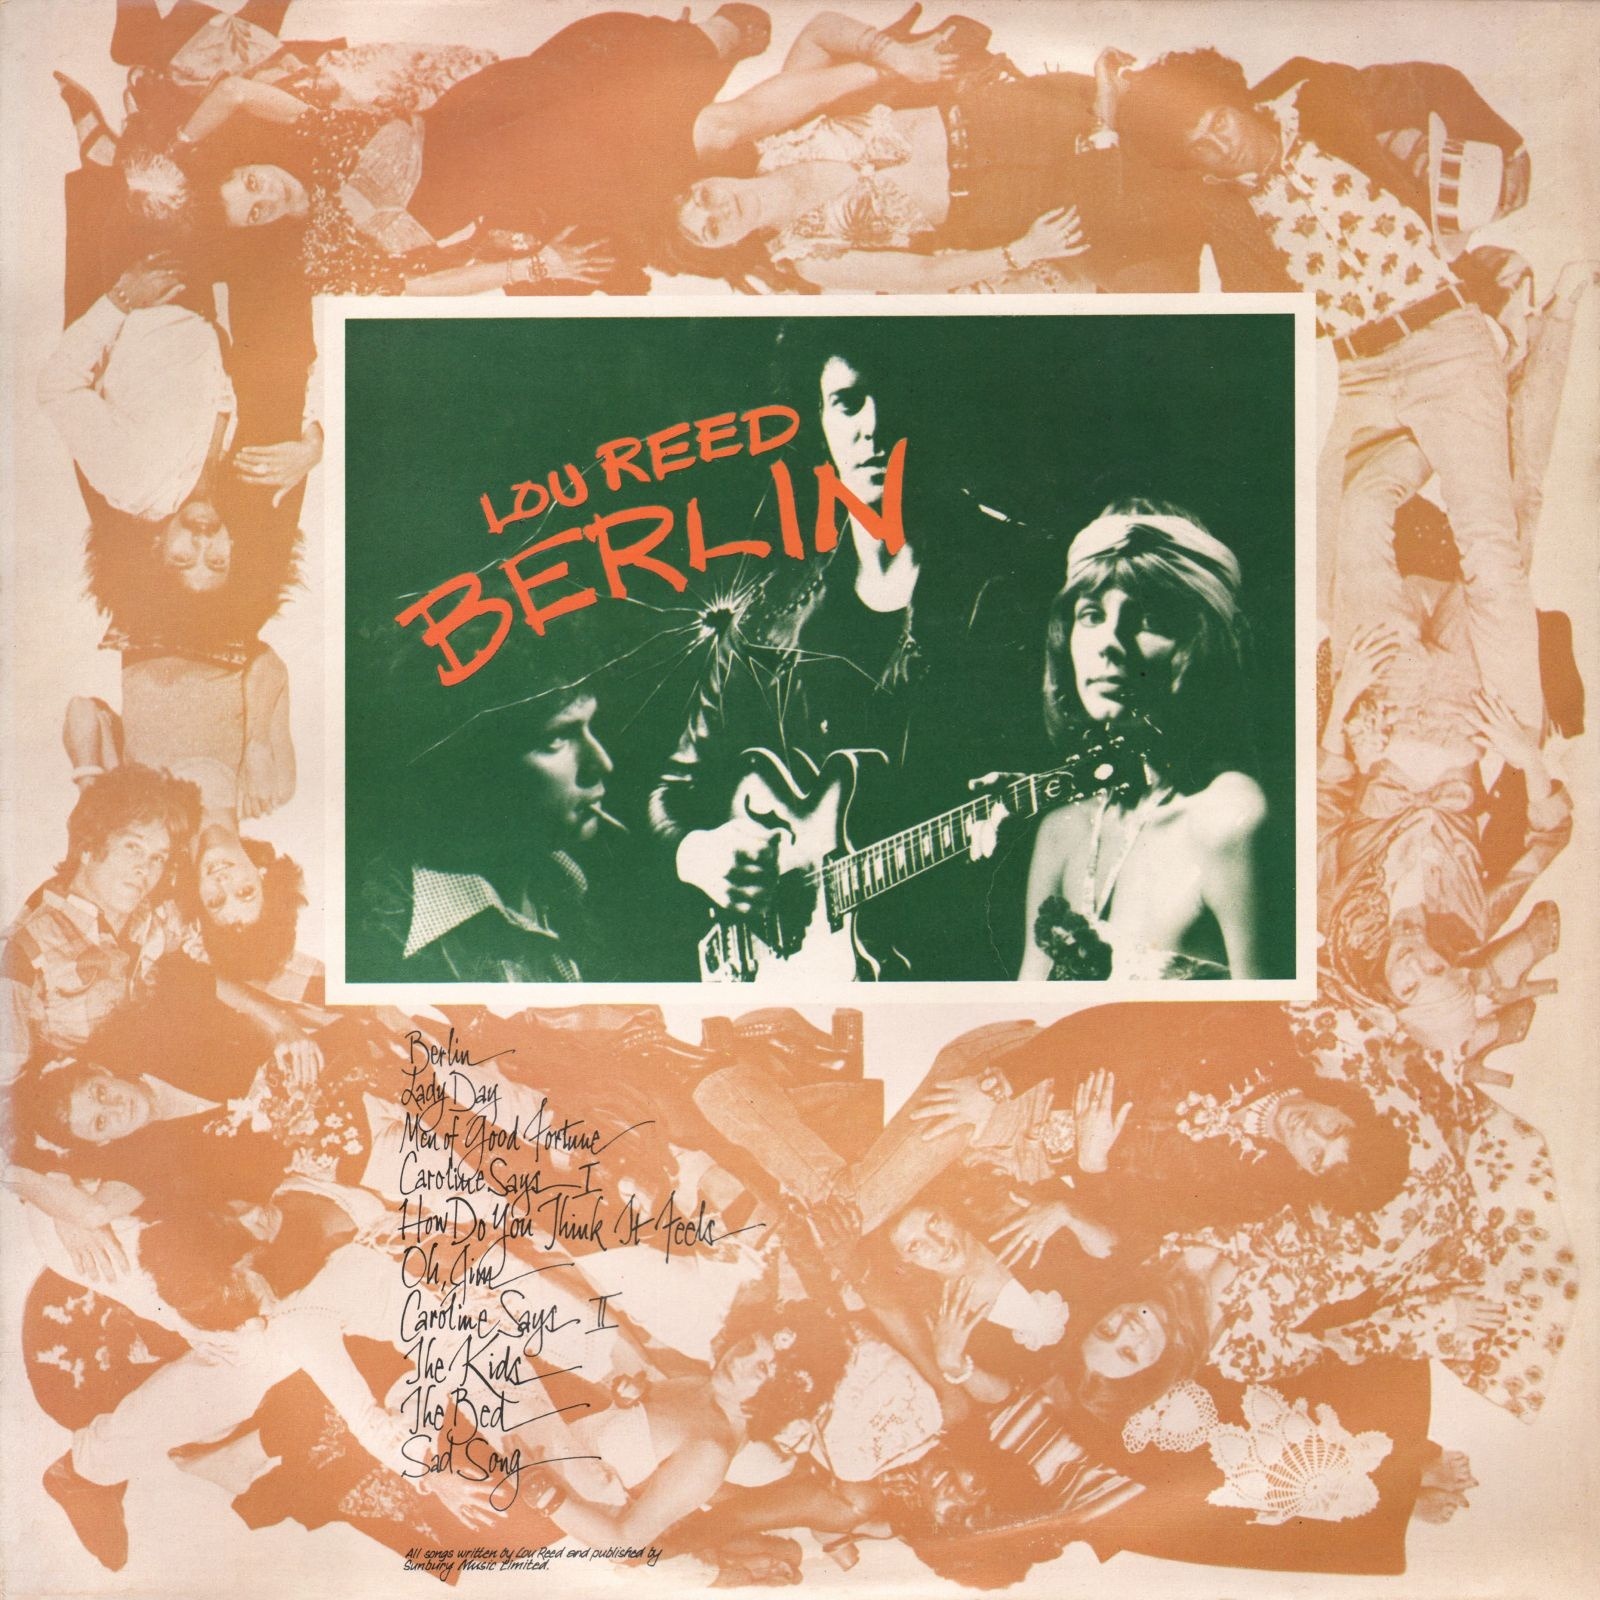 LOU REED
BERLIN
Berlin
Lady Day
Men of Good Fortune
Caroline Says I
How Do You Think It Feels
Oh, Jim
Caroline Says II
The Kids
The Bed
Sad Song
All songs written by Lou Reed and published by
Sunbury Music Limited.